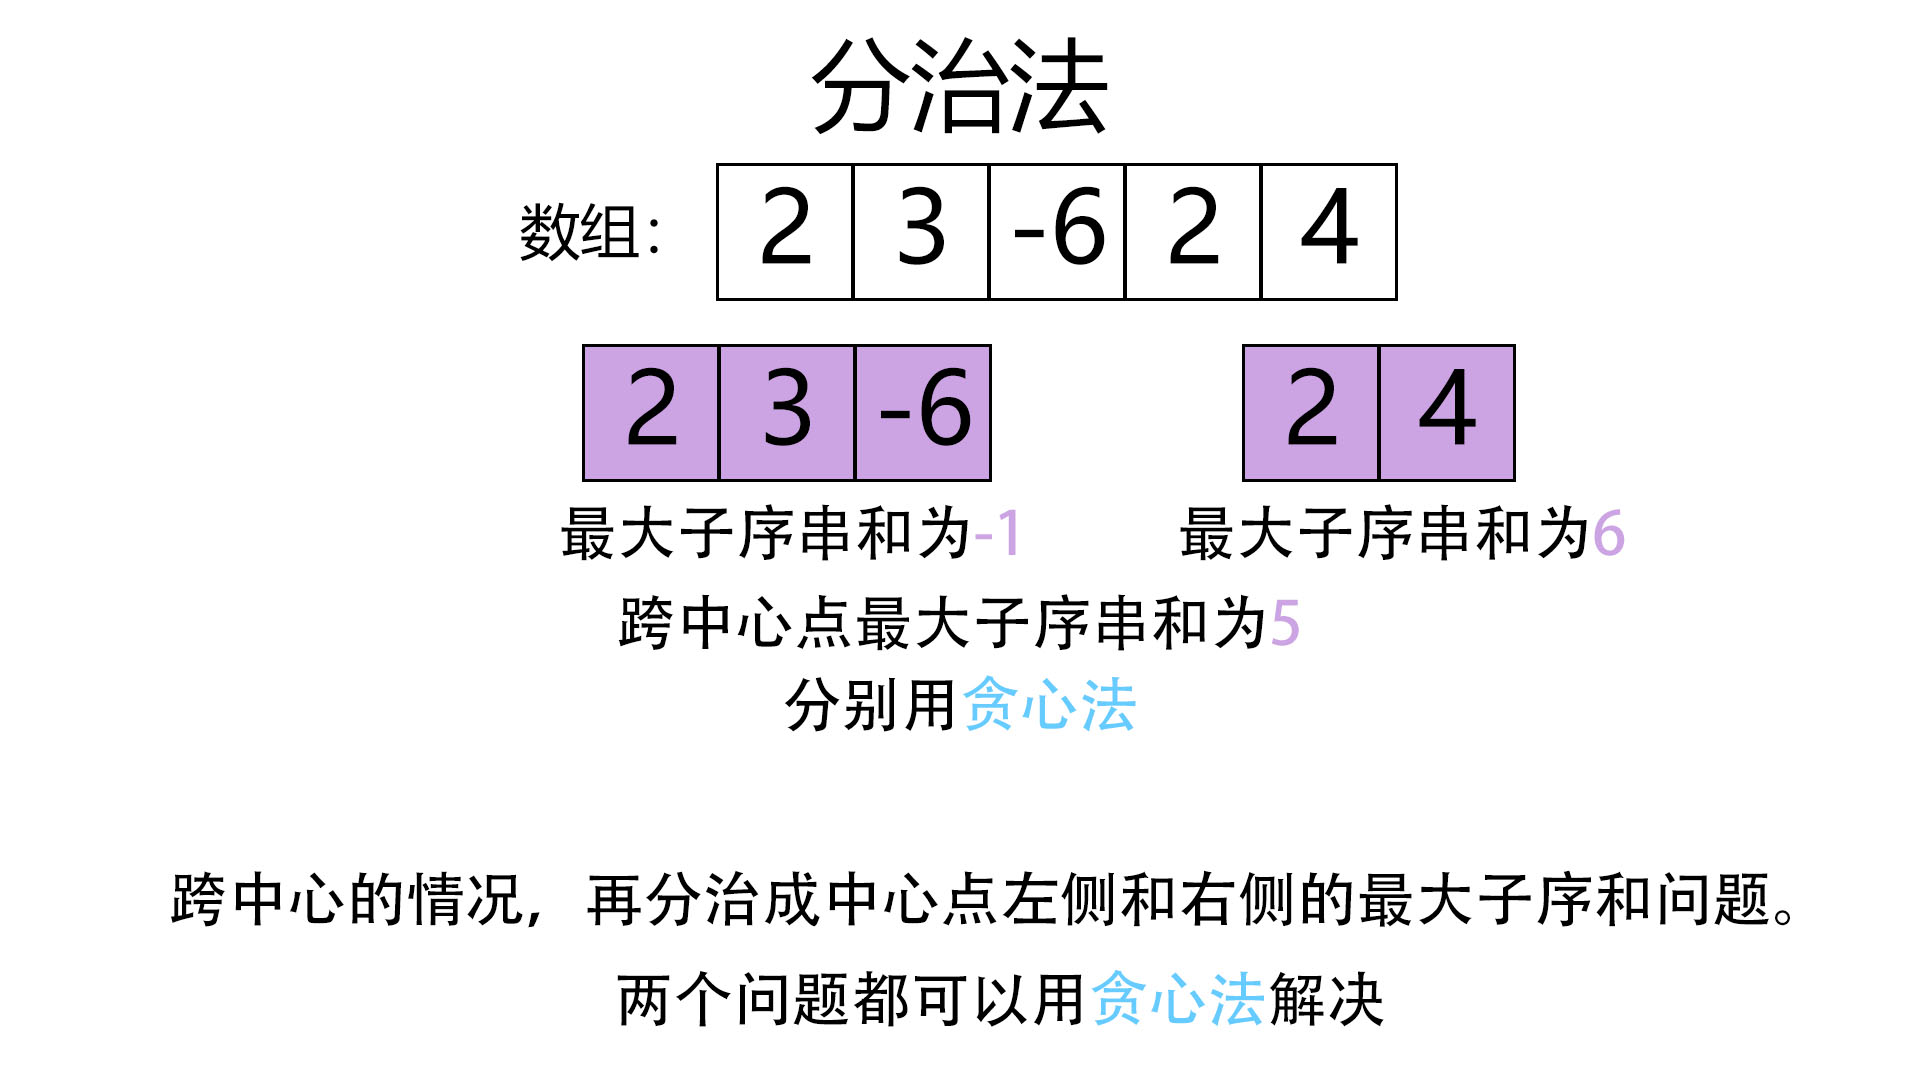 分治法
数组：
2 3 -6 2 4
2 3 -6 2 4
最大子序串和为-1 最大子序串和为6
跨中心点最大子序串和为5
分别用贪心法
跨中心的情况，再分治成中心点左侧和右侧的最大子序和问题。
两个问题都可以用贪心法解决